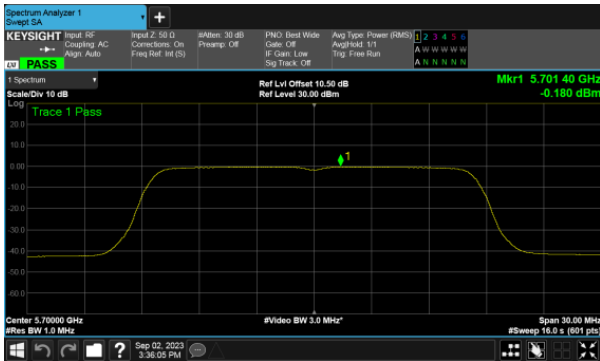 Spectrum Analyzer 1
Swept SA
KEYSIGHT
Input: RF
Coupling: AC
Align: Auto
Input Z: 50 Ω
Corrections: On
Freq Ref: Int (S)
#Atten: 30 dB
Preamp: Off
PNO: Best Wide
Gate: Off
IF Gain: Low
Sig Track: Off
Avg Type: Power (RMS)
Avg|Hold: 1/1
Trig: Free Run
1 2 3 4 5 6
A W W W W W
A N N N N N
LXI PASS
1 Spectrum
Scale/Div 10 dB
Ref Lvl Offset 10.50 dB
Ref Level 30.00 dBm
Mkr1 5.701 40 GHz
-0.180 dBm
Log
Trace 1 Pass
20.0
10.0
0.00
-10.0
-20.0
-30.0
-40.0
-50.0
-60.0
1
Center 5.70000 GHz
#Res BW 1.0 MHz
#Video BW 3.0 MHz*
Span 30.00 MHz
#Sweep 16.0 s (601 pts)
?
Sep 02, 2023
3:36:05 PM